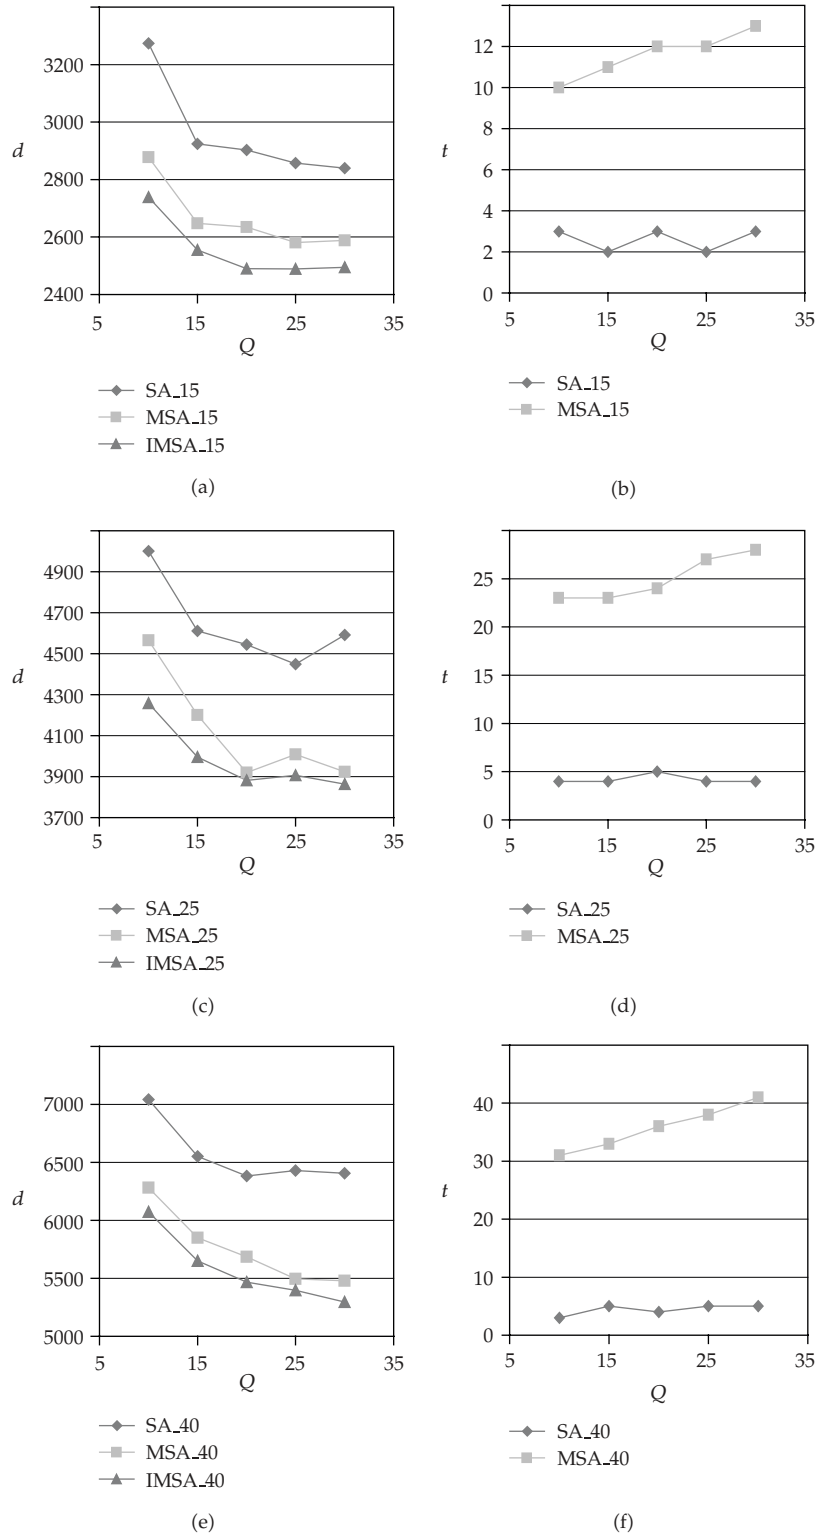 3200
3000
d
2800
2600
2400
5
15
25
35
Q
SA_15
MSA_15
IMSA_15
(a)
12
10
8
t
6
4
2
0
5
15
25
35
Q
SA_15
MSA_15
(b)
4900
4700
d
4500
4300
4100
3900
3700
5
15
25
35
Q
SA_25
MSA_25
IMSA_25
(c)
25
20
t
15
10
5
0
5
15
25
35
Q
SA_25
MSA_25
(d)
7000
6500
d
6000
5500
5000
5
15
25
35
Q
SA_40
MSA_40
IMSA_40
(e)
40
30
t
20
10
0
5
15
25
35
Q
SA_40
MSA_40
(f)